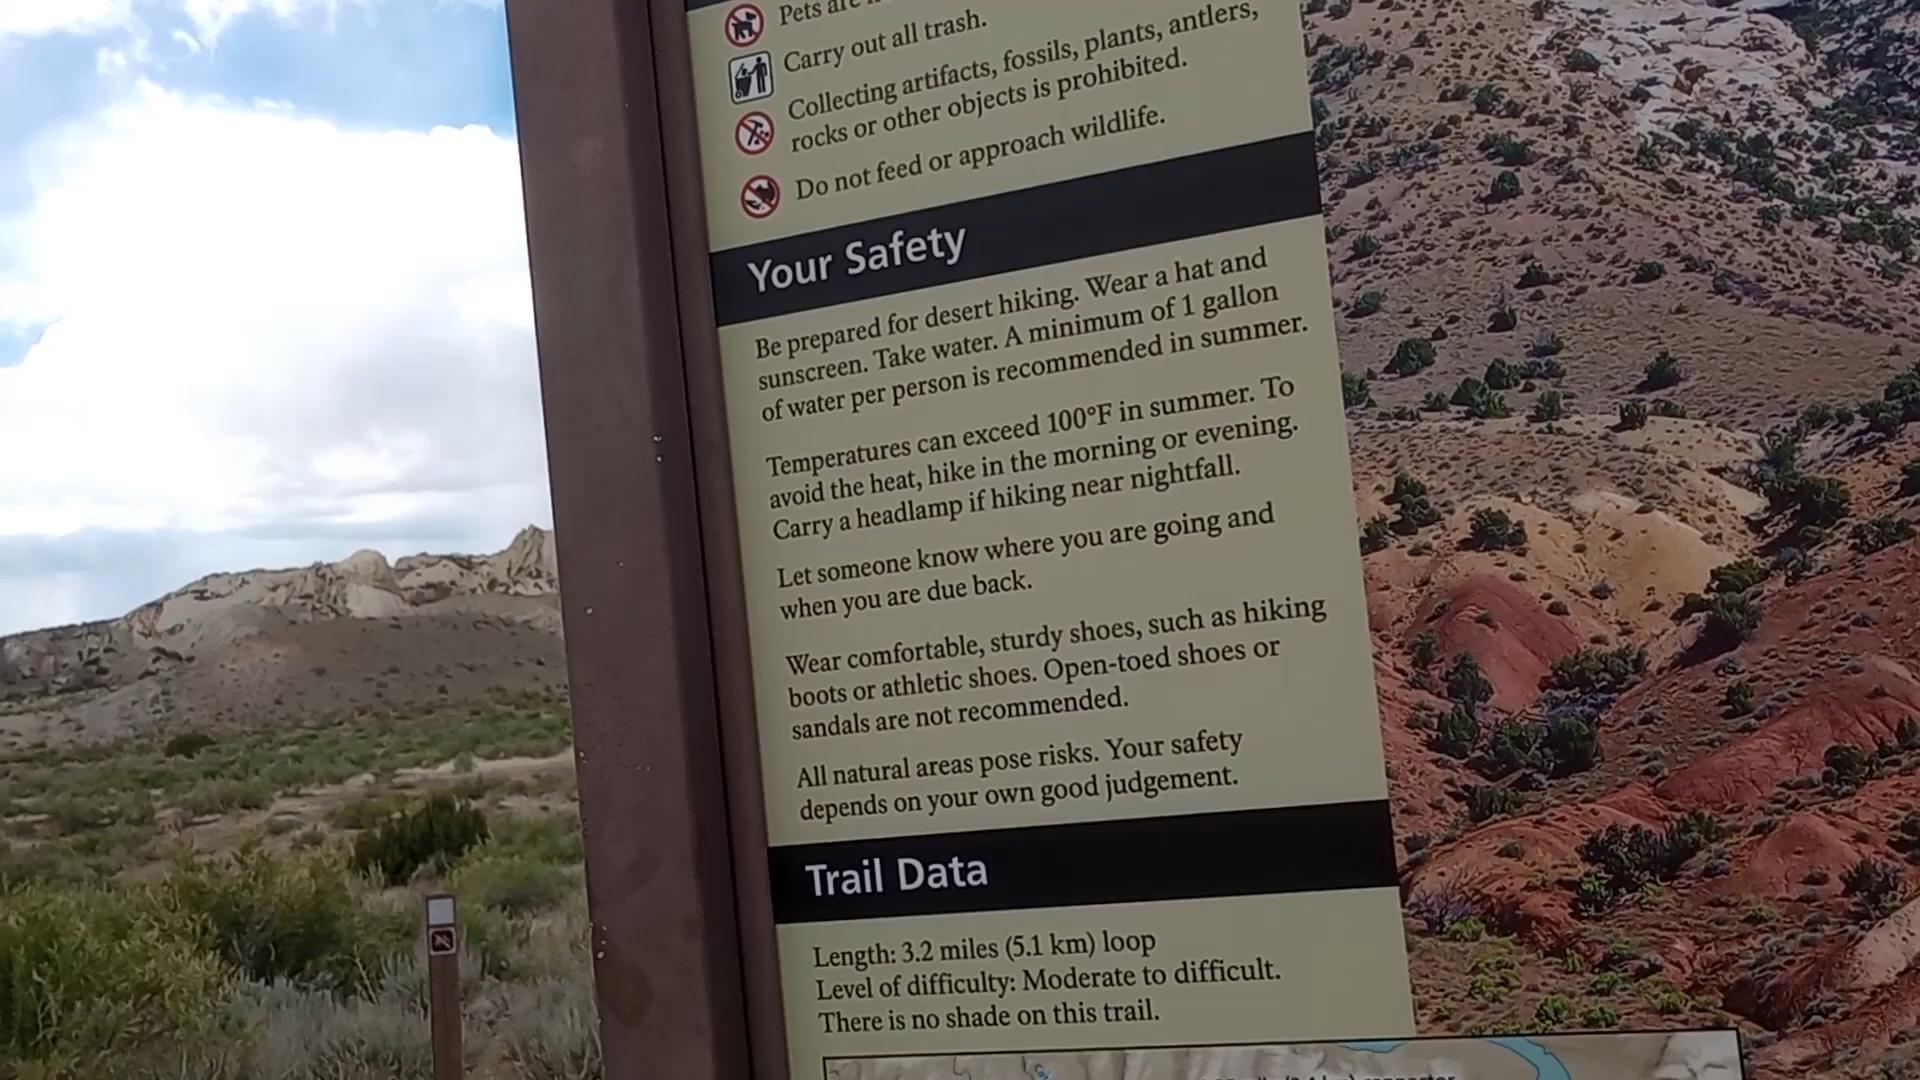 Pets are
Carry out all trash.
Collecting artifacts, fossils, plants, antlers,
rocks or other objects is prohibited.
Do not feed or approach wildlife.
Your Safety
Be prepared for desert hiking. Wear a hat and
sunscreen. Take water. A minimum of 1 gallon
of water per person is recommended in summer.
Temperatures can exceed 100°F in summer. To
avoid the heat, hike in the morning or evening.
Carry a headlamp if hiking near nightfall.
Let someone know where you are going and
when you are due back.
Wear comfortable, sturdy shoes, such as hiking
boots or athletic shoes. Open-toed shoes or
sandals are not recommended.
All natural areas pose risks. Your safety
depends on your own good judgement.
Trail Data
Length: 3.2 miles (5.1 km) loop
Level of difficulty: Moderate to difficult.
There is no shade on this trail.